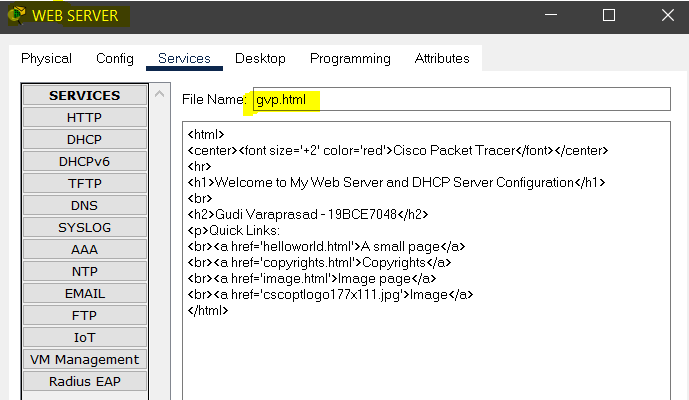 WEB SERVER
Physical Config Services Desktop Programming Attributes
SERVICES
HTTP
DHCP
DHCPv6
TFTP
DNS
SYSLOG
AAA
NTP
EMAIL
FTP
IoT
VM Management
Radius EAP
File Name: gvp.html
<html>
<center><font size='+2' color='red'>Cisco Packet Tracer</font></center>
<hr>
<h1>Welcome to My Web Server and DHCP Server Configuration</h1>
<br>
<h2>Gudi Varaprasad - 19BCE7048</h2>
<p>Quick Links:
<br><a href='helloworld.html'>A small page</a>
<br><a href='copyrights.html'>Copyrights</a>
<br><a href='image.html'>Image page</a>
<br><a href='cscoptlogo177x111.jpg'>Image</a>
</html>